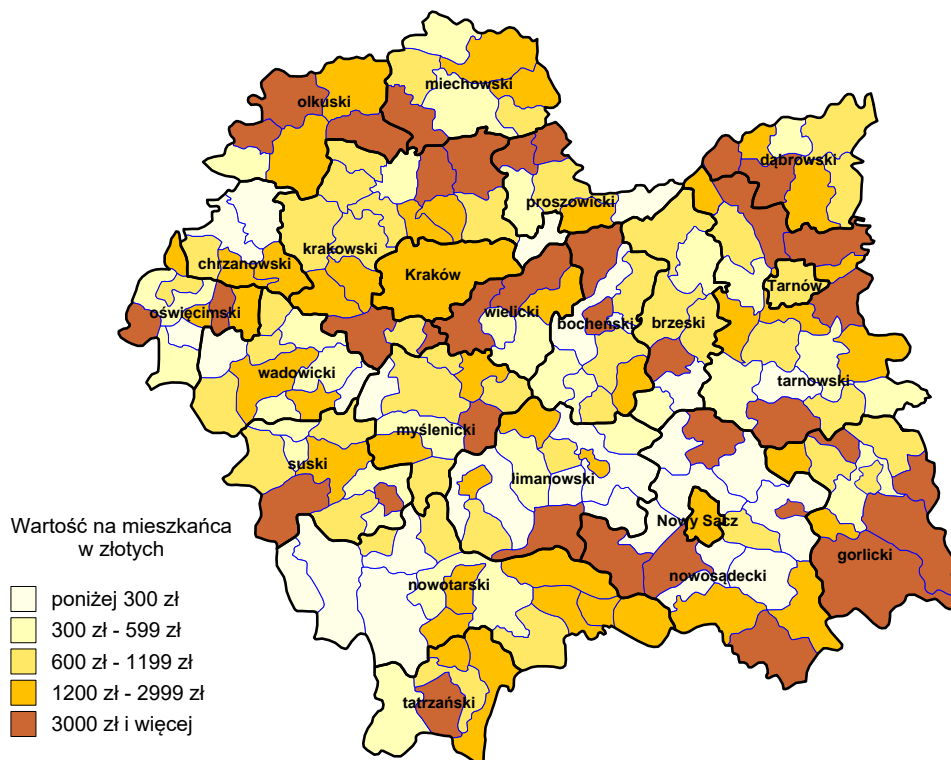 miechowski
olkuski
dąbrowski
proszowicki
krakowski
chrzanowski
Kraków
Tarnów
oświęcimski
wielicki
bocheński
brzeski
wadowicki
tarnowski
myślenicki
suski
limanowski
Nowy Sącz
gorlicki
nowotarski
nowosądecki
tatrzański
Wartość na mieszkańca
w złotych
poniżej 300 zł
300 zł - 599 zł
600 zł - 1199 zł
1200 zł - 2999 zł
3000 zł i więcej